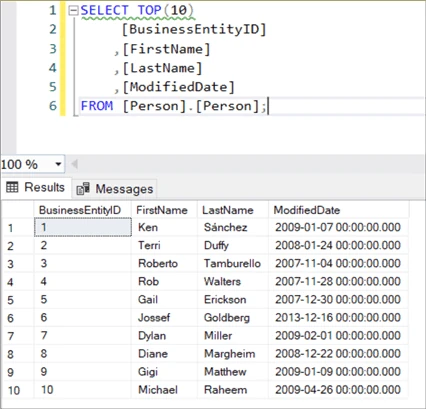 1 SELECT TOP(10)
2 [BusinessEntityID]
3 ,[FirstName]
4 ,[LastName]
5 ,[ModifiedDate]
6 FROM [Person].[Person];
100 %
Results Messages
BusinessEntityID FirstName LastName ModifiedDate
1 1 Ken Sánchez 2009-01-07 00:00:00.000
2 2 Terri Duffy 2008-01-24 00:00:00.000
3 3 Roberto Tamburello 2007-11-04 00:00:00.000
4 4 Rob Walters 2007-11-28 00:00:00.000
5 5 Gail Erickson 2007-12-30 00:00:00.000
6 6 Jossef Goldberg 2013-12-16 00:00:00.000
7 7 Dylan Miller 2009-02-01 00:00:00.000
8 8 Diane Margheim 2008-12-22 00:00:00.000
9 9 Gigi Matthew 2009-01-09 00:00:00.000
10 10 Michael Raheem 2009-04-26 00:00:00.000